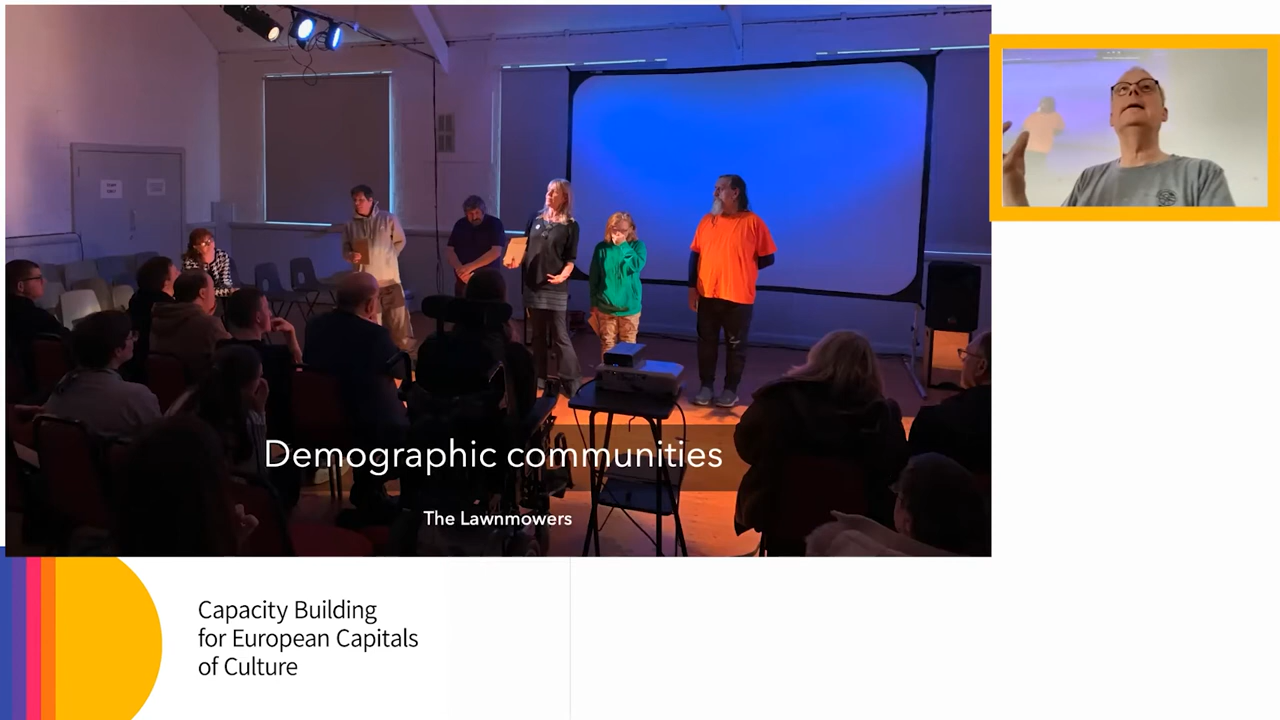 Demographic communities
The Lawnmowers
Capacity Building
for European Capitals
of Culture